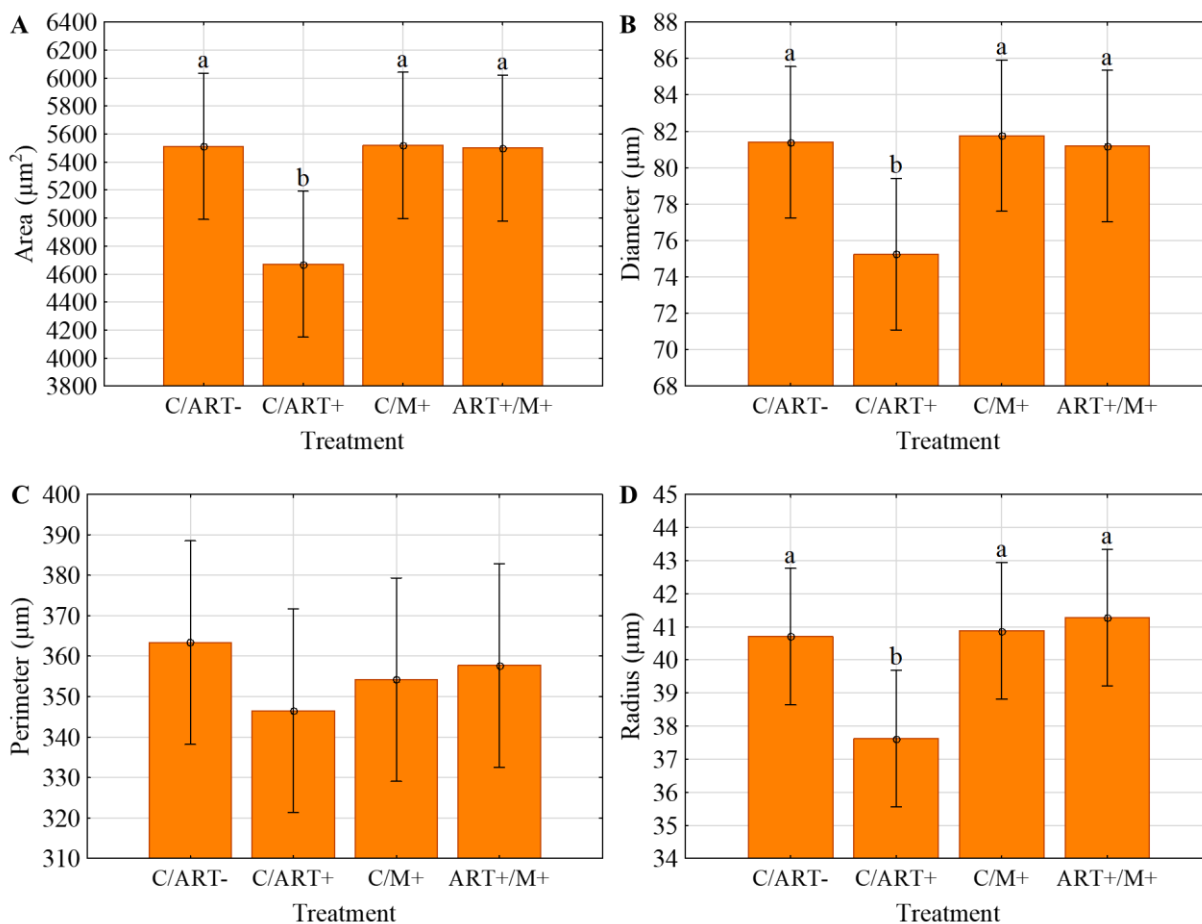 A
Area (μm²)
6400
6200
6000
5800
5600
5400
5200
5000
4800
4600
4400
4200
4000
3800
a
b
a
a
C/ART- C/ART+ C/M+ ART+/M+
Treatment
B
Diameter (μm)
88
86
84
82
80
78
76
74
72
70
68
a
b
a
a
C/ART- C/ART+ C/M+ ART+/M+
Treatment
C
Perimeter (μm)
400
390
380
370
360
350
340
330
320
310
C/ART- C/ART+ C/M+ ART+/M+
Treatment
D
Radius (μm)
45
44
43
42
41
40
39
38
37
36
35
34
a
b
a
a
C/ART- C/ART+ C/M+ ART+/M+
Treatment